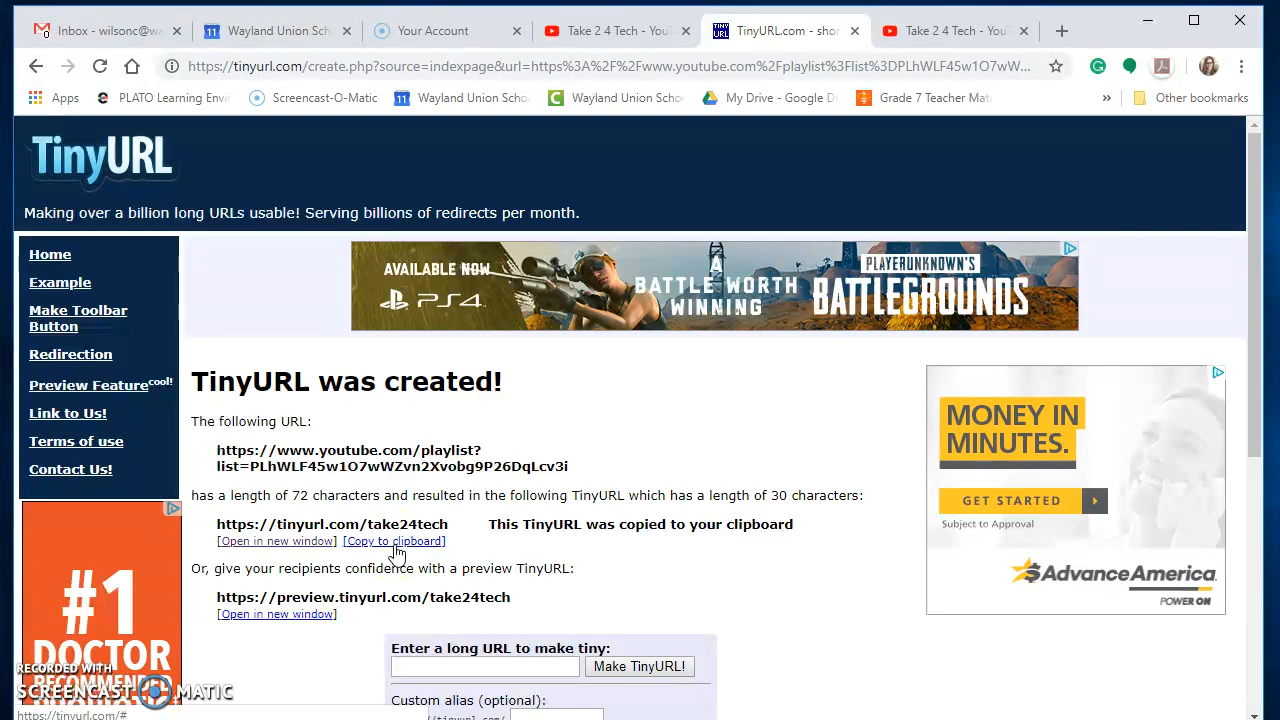 Inbox - wilsonc@wa
Wayland Union Sch
Your Account
Take 2 4 Tech - YouTu
TinyURL.com - shor
Take 2 4 Tech - YouT
https://tinyurl.com/create.php?source=indexpage&url=https%3A%2F%2Fwww.youtube.com%2Fplaylist%3Flist%3DPLhWLF45w1O7wW...
Apps
PLATO Learning Envi
Screencast-O-Matic
Wayland Union Scho
Wayland Union Scho
My Drive - Google D
Grade 7 Teacher Mat
»
Other bookmarks
TinyURL
Making over a billion long URLs usable! Serving billions of redirects per month.
Home
Example
Make Toolbar
Button
Redirection
Preview Feature cool!
Link to Us!
Terms of use
Contact Us!
AVAILABLE NOW
PS4
A
BATTLE WORTH
WINNING
PLAYERUNKNOWN'S
BATTLEGROUNDS
TinyURL was created!
The following URL:
https://www.youtube.com/playlist?
list=PLhWLF45w1O7wWZvn2Xvobg9P26DqLcv3i
has a length of 72 characters and resulted in the following TinyURL which has a length of 30 characters:
https://tinyurl.com/take24tech This TinyURL was copied to your clipboard
[Open in new window] [Copy to clipboard]
Or, give your recipients confidence with a preview TinyURL:
https://preview.tinyurl.com/take24tech
[Open in new window]
Enter a long URL to make tiny:
Make TinyURL!
Custom alias (optional):
MONEY IN
MINUTES.
GET STARTED
Subject to Approval
AdvanceAmerica.
POWER ON
#1
DOCTOR
RECOMMENDED
RECORDED WITH
SCREENCAST MATIC
https://tinyurl.com/#